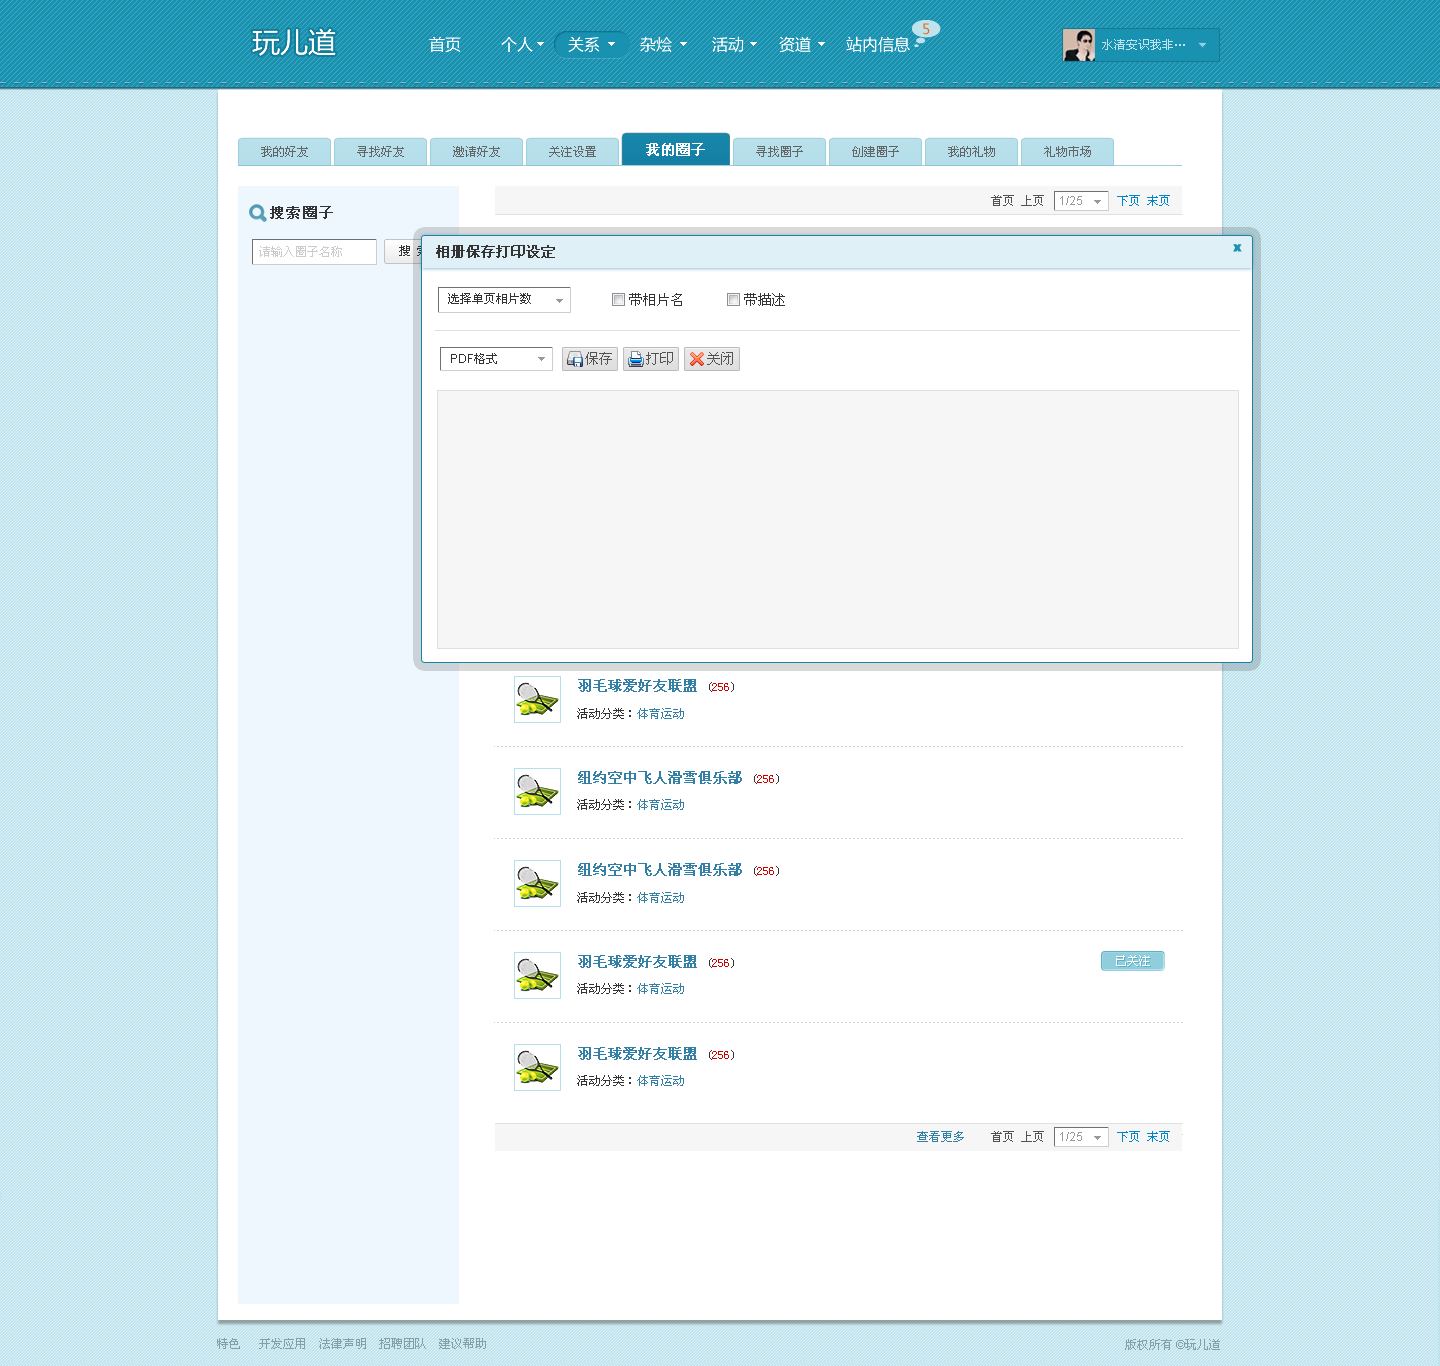 玩儿道 首页 个人 关系 杂烩 活动 资道 站内信息 5 水清安识我非···
我的好友 寻找好友 邀请好友 关注设置 我的圈子 寻找圈子 创建圈子 我的礼物 礼物市场
搜索圈子
首页 上页 1/25 下页 末页
请输入圈子名称 搜
相册保存打印设定 x
选择单页相片数 带相片名 带描述
PDF格式 保存 打印 关闭
羽毛球爱好友联盟 (256)
活动分类：体育运动
纽约空中飞人滑雪俱乐部 (256)
活动分类：体育运动
纽约空中飞人滑雪俱乐部 (256)
活动分类：体育运动
羽毛球爱好友联盟 (256) 已关注
活动分类：体育运动
羽毛球爱好友联盟 (256)
活动分类：体育运动
查看更多 首页 上页 1/25 下页 末页
特色 开发应用 法律声明 招聘团队 建议帮助 版权所有 ©玩儿道